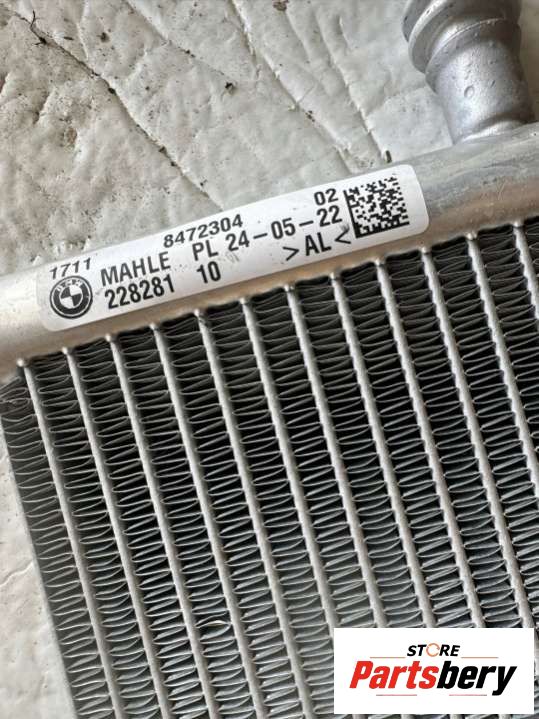 1711 8472304 02
MAHLE PL 24-05-22
228281 10 >AL<
STORE
Partsbery